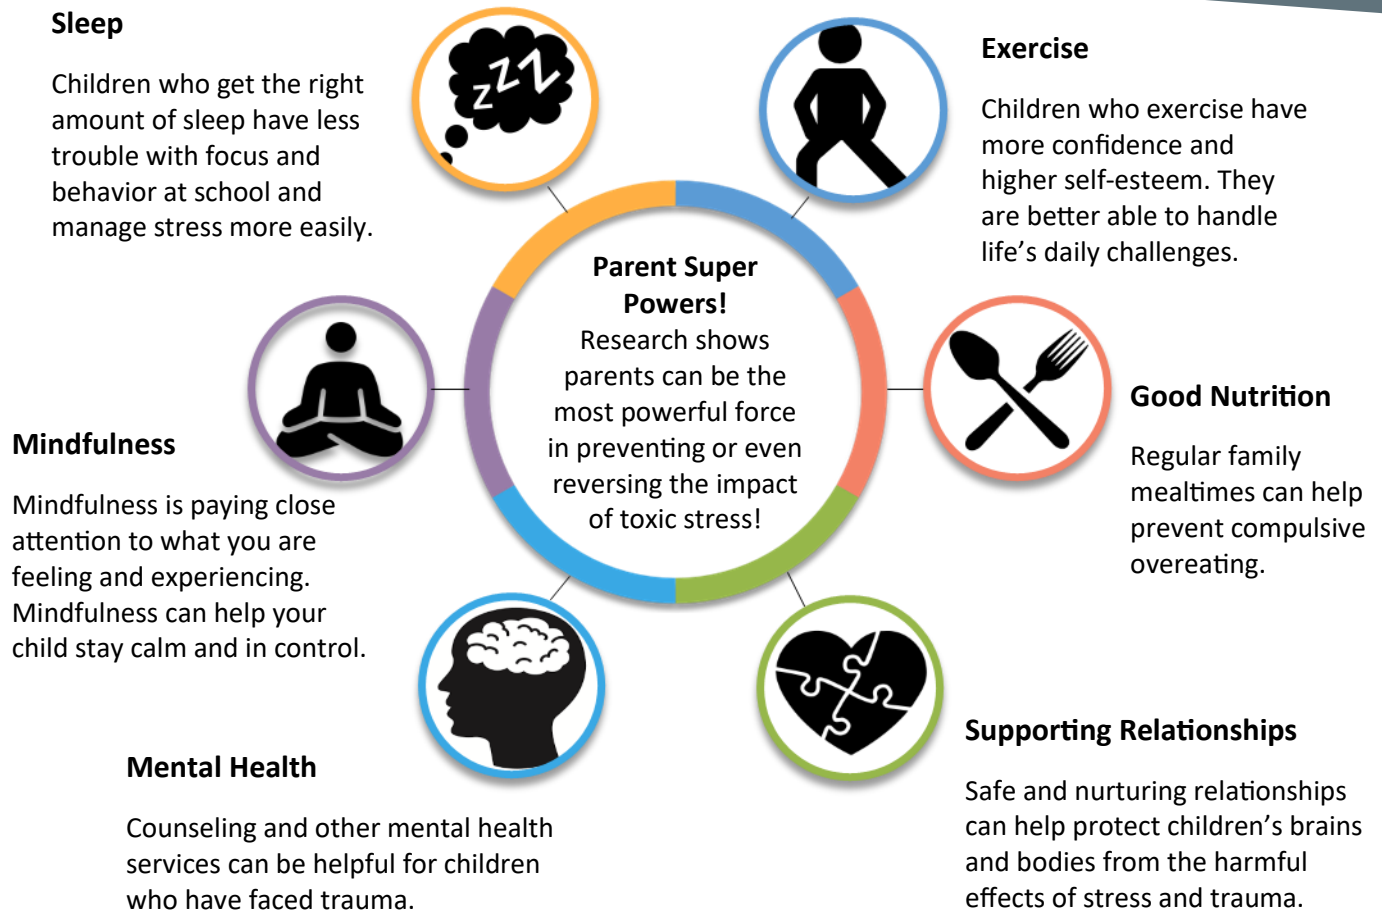 Sleep
Children who get the right
amount of sleep have less
trouble with focus and
behavior at school and
manage stress more easily.
zzz
Exercise
Children who exercise have
more confidence and
higher self-esteem. They
are better able to handle
life’s daily challenges.
Parent Super
Powers!
Research shows
parents can be the
most powerful force
in preventing or even
reversing the impact
of toxic stress!
Mindfulness
Mindfulness is paying close
attention to what you are
feeling and experiencing.
Mindfulness can help your
child stay calm and in control.
Good Nutrition
Regular family
mealtimes can help
prevent compulsive
overeating.
Mental Health
Counseling and other mental health
services can be helpful for children
who have faced trauma.
Supporting Relationships
Safe and nurturing relationships
can help protect children’s brains
and bodies from the harmful
effects of stress and trauma.